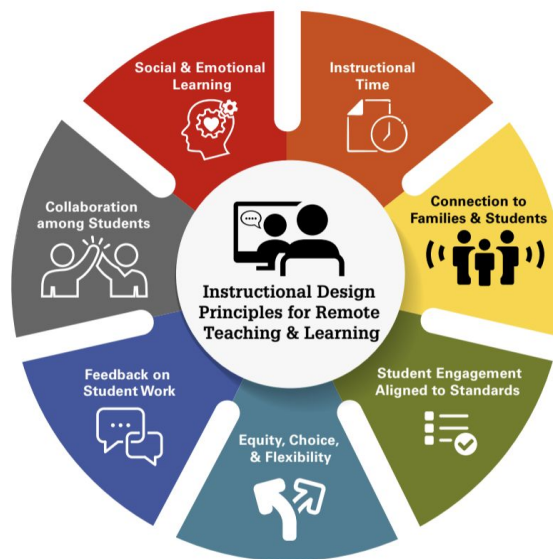 Social & Emotional
Learning
Instructional
Time
Connection to
Families & Students
Student Engagement
Aligned to Standards
Equity, Choice,
& Flexibility
Feedback on
Student Work
Collaboration
among Students
Instructional Design
Principles for Remote
Teaching & Learning